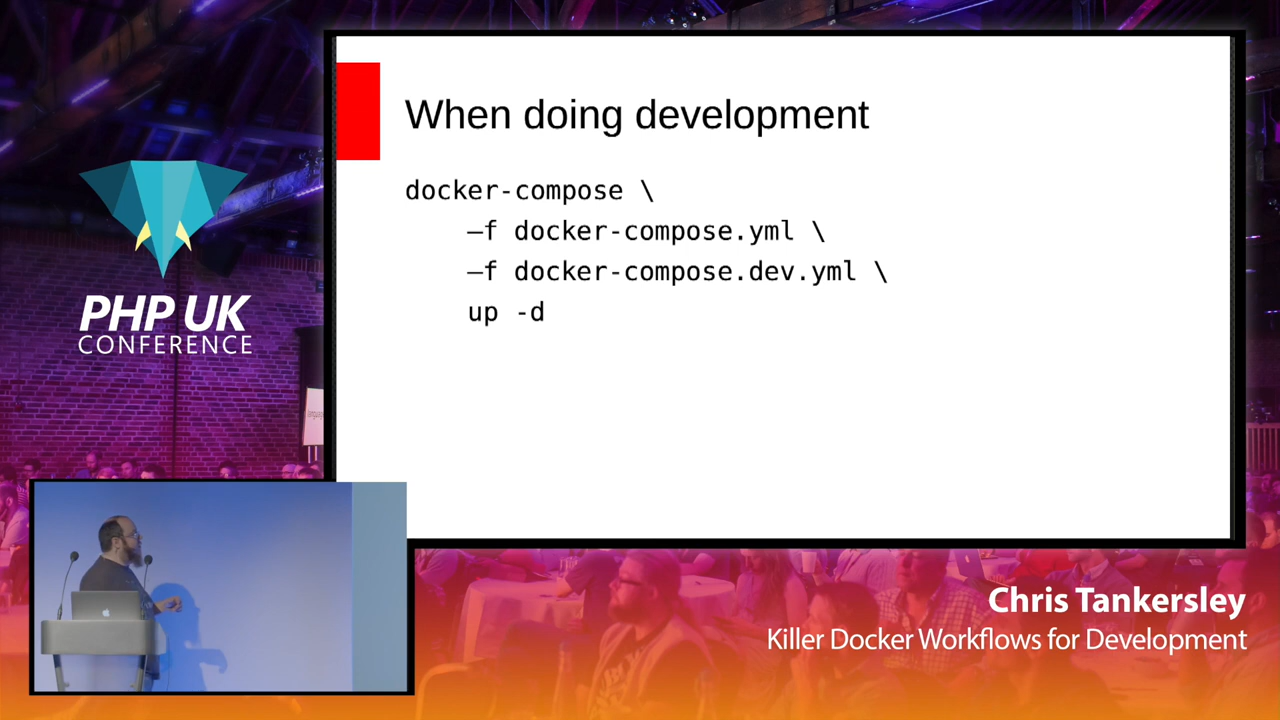 When doing development
docker-compose \
–f docker-compose.yml \
–f docker-compose.dev.yml \
up -d
PHP UK
CONFERENCE
Chris Tankersley
Killer Docker Workflows for Development